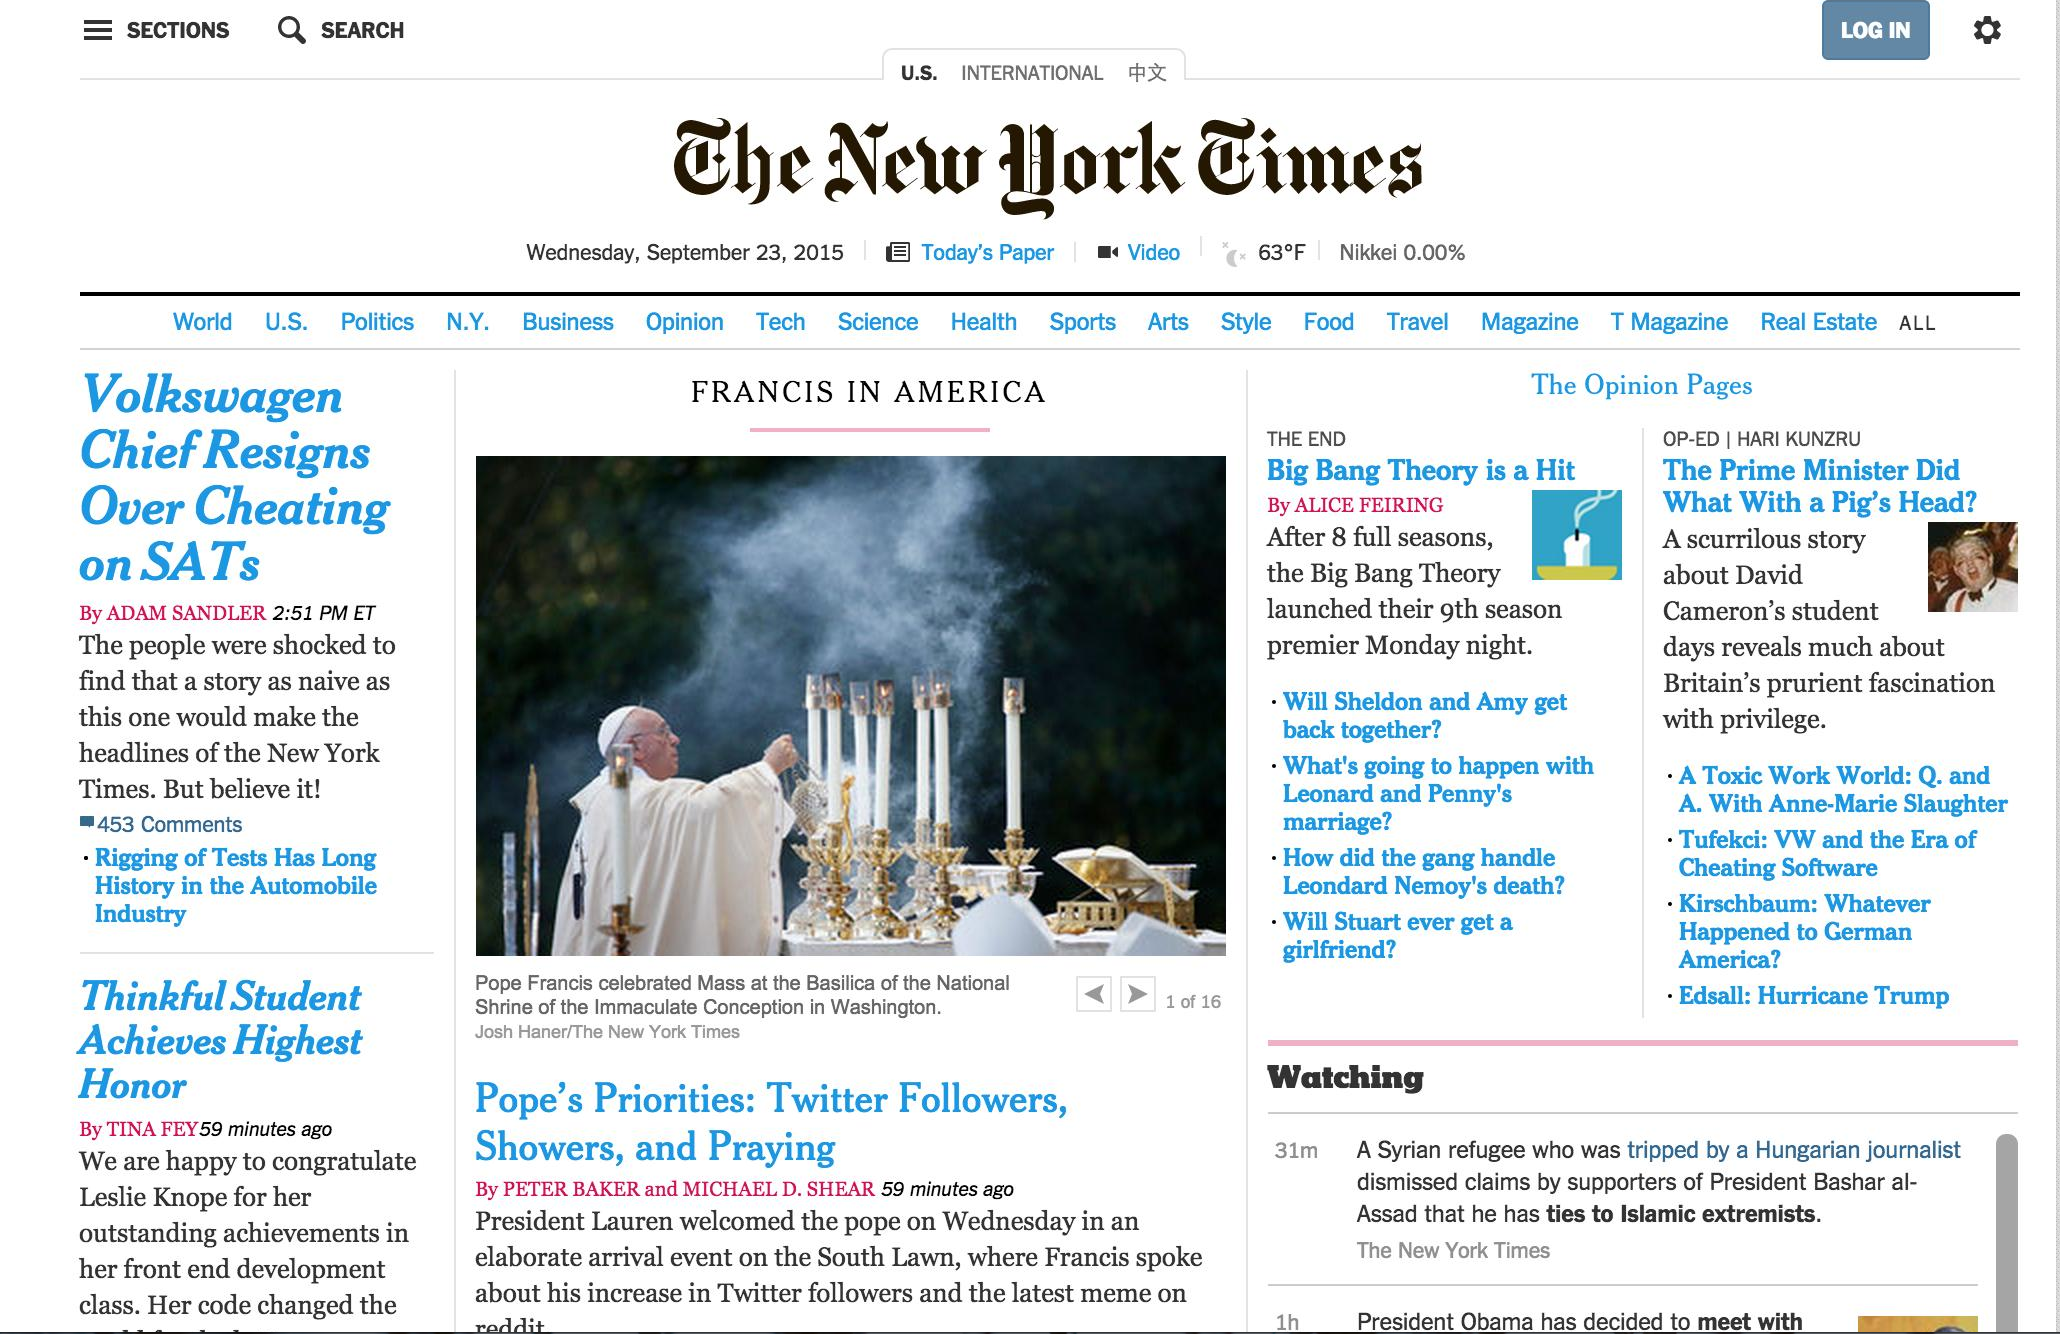 SECTIONS
SEARCH
LOG IN
U.S. INTERNATIONAL 中文
The New York Times
Wednesday, September 23, 2015
Today's Paper
Video
63°F
Nikkei 0.00%
World U.S. Politics N.Y. Business Opinion Tech Science Health Sports Arts Style Food Travel Magazine T Magazine Real Estate ALL
Volkswagen
Chief Resigns
Over Cheating
on SATs
By ADAM SANDLER 2:51 PM ET
The people were shocked to
find that a story as naive as
this one would make the
headlines of the New York
Times. But believe it!
453 Comments
· Rigging of Tests Has Long
History in the Automobile
Industry
Thinkful Student
Achieves Highest
Honor
By TINA FEY59 minutes ago
We are happy to congratulate
Leslie Knope for her
outstanding achievements in
her front end development
class. Her code changed the
FRANCIS IN AMERICA
Pope Francis celebrated Mass at the Basilica of the National
Shrine of the Immaculate Conception in Washington.
Josh Haner/The New York Times
1 of 16
Pope's Priorities: Twitter Followers,
Showers, and Praying
By PETER BAKER and MICHAEL D. SHEAR 59 minutes ago
President Lauren welcomed the pope on Wednesday in an
elaborate arrival event on the South Lawn, where Francis spoke
about his increase in Twitter followers and the latest meme on
reddit.
The Opinion Pages
THE END
Big Bang Theory is a Hit
By ALICE FEIRING
After 8 full seasons,
the Big Bang Theory
launched their 9th season
premier Monday night.
· Will Sheldon and Amy get
back together?
· What's going to happen with
Leonard and Penny's
marriage?
· How did the gang handle
Leondard Nemoy's death?
· Will Stuart ever get a
girlfriend?
OP-ED | HARI KUNZRU
The Prime Minister Did
What With a Pig's Head?
A scurrilous story
about David
Cameron's student
days reveals much about
Britain's prurient fascination
with privilege.
· A Toxic Work World: Q. and
A. With Anne-Marie Slaughter
· Tufekci: VW and the Era of
Cheating Software
· Kirschbaum: Whatever
Happened to German
America?
· Edsall: Hurricane Trump
Watching
31m
A Syrian refugee who was tripped by a Hungarian journalist
dismissed claims by supporters of President Bashar al-
Assad that he has ties to Islamic extremists.
The New York Times
1h
President Obama has decided to meet with